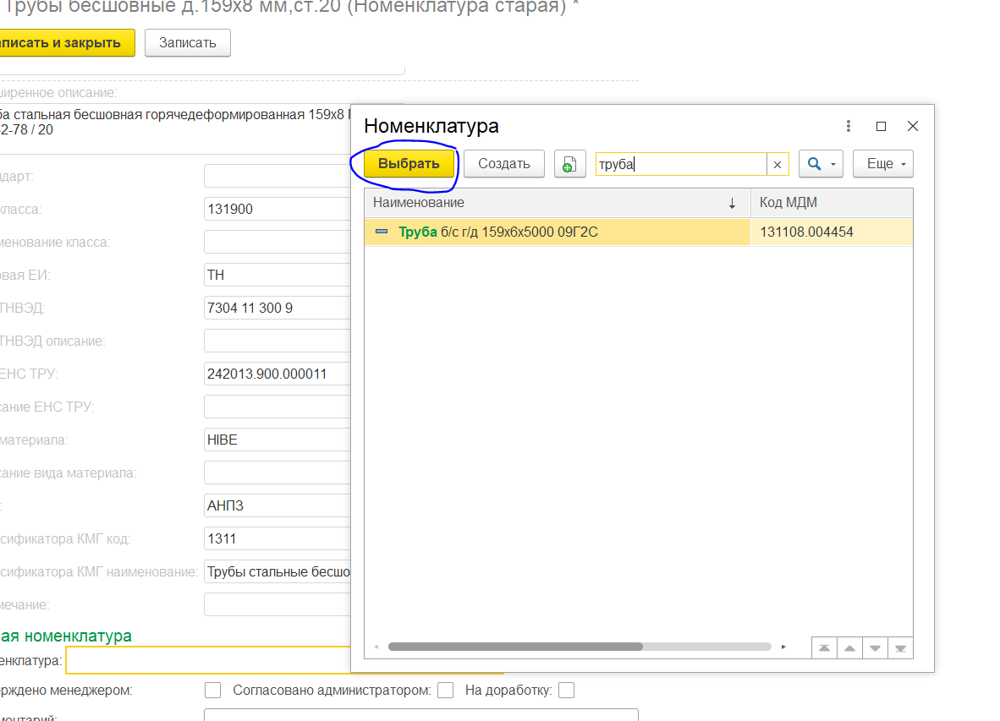 Трубы бесшовные д.159х8 мм,ст.20 (Номенклатура старая) *
аписать и закрыть
Записать
ширенное описание:
ба стальная бесшовная горячедеформированная 159х8
2-78 / 20
ндарт:
класса:
131900
менование класса:
овая ЕИ:
ТН
ТНВЭД:
7304 11 300 9
ТНВЭД описание:
ЕНС ТРУ:
242013.900.000011
сание ЕНС ТРУ:
материала:
HIBE
сание вида материала:
:
АНПЗ
сификатора КМГ код:
1311
сификатора КМГ наименование:
Трубы стальные бесшо
мечание:
ая номенклатура
енклатура:
рждено менеджером:
Согласовано администратором:
На доработку:
ментарий:
Номенклатура
Выбрать
Создать
труба
Еще
Наименование
Код МДМ
Труба б/с г/д 159х6х5000 09Г2С
131108.004454